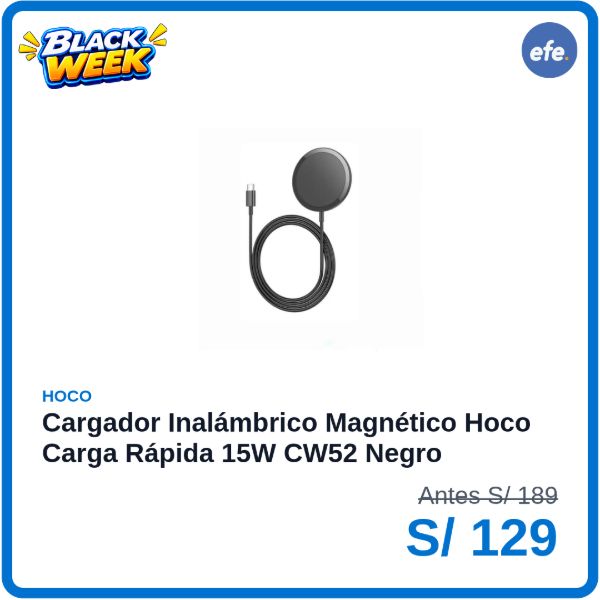 BLACK
WEEK
efe.
HOCO
Cargador Inalámbrico Magnético Hoco
Carga Rápida 15W CW52 Negro
Antes S/ 189
S/ 129